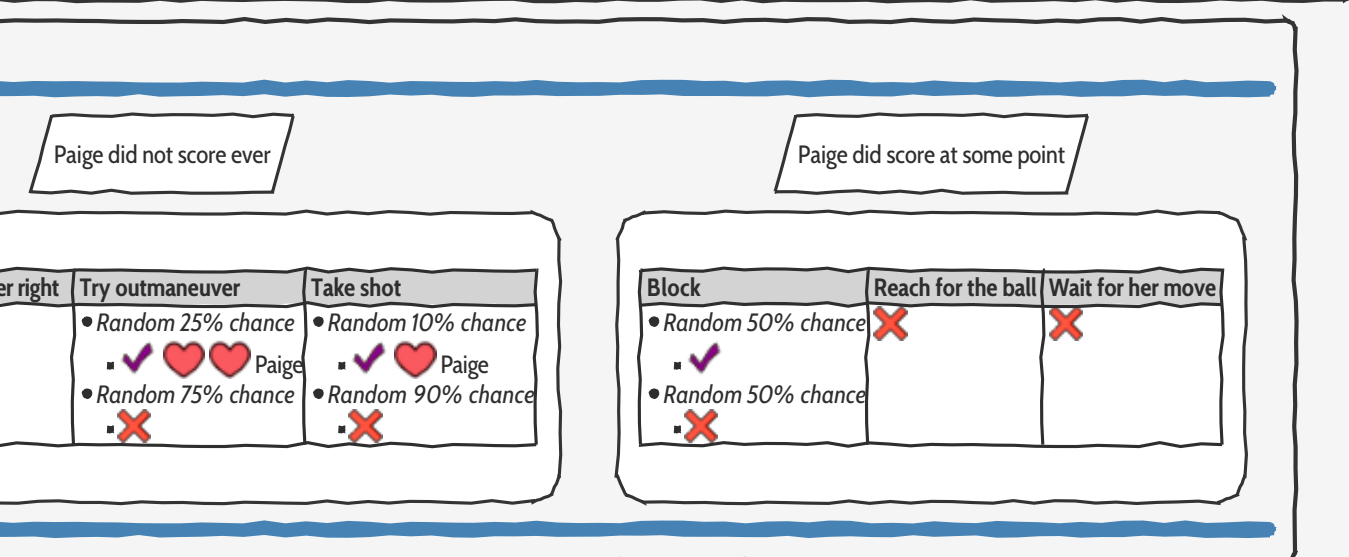 Paige did not score ever
Paige did score at some point
er right
Try outmaneuver
Take shot
Random 25% chance
Paige
Random 75% chance
Random 10% chance
Paige
Random 90% chance
Block
Reach for the ball
Wait for her move
Random 50% chance
Random 50% chance